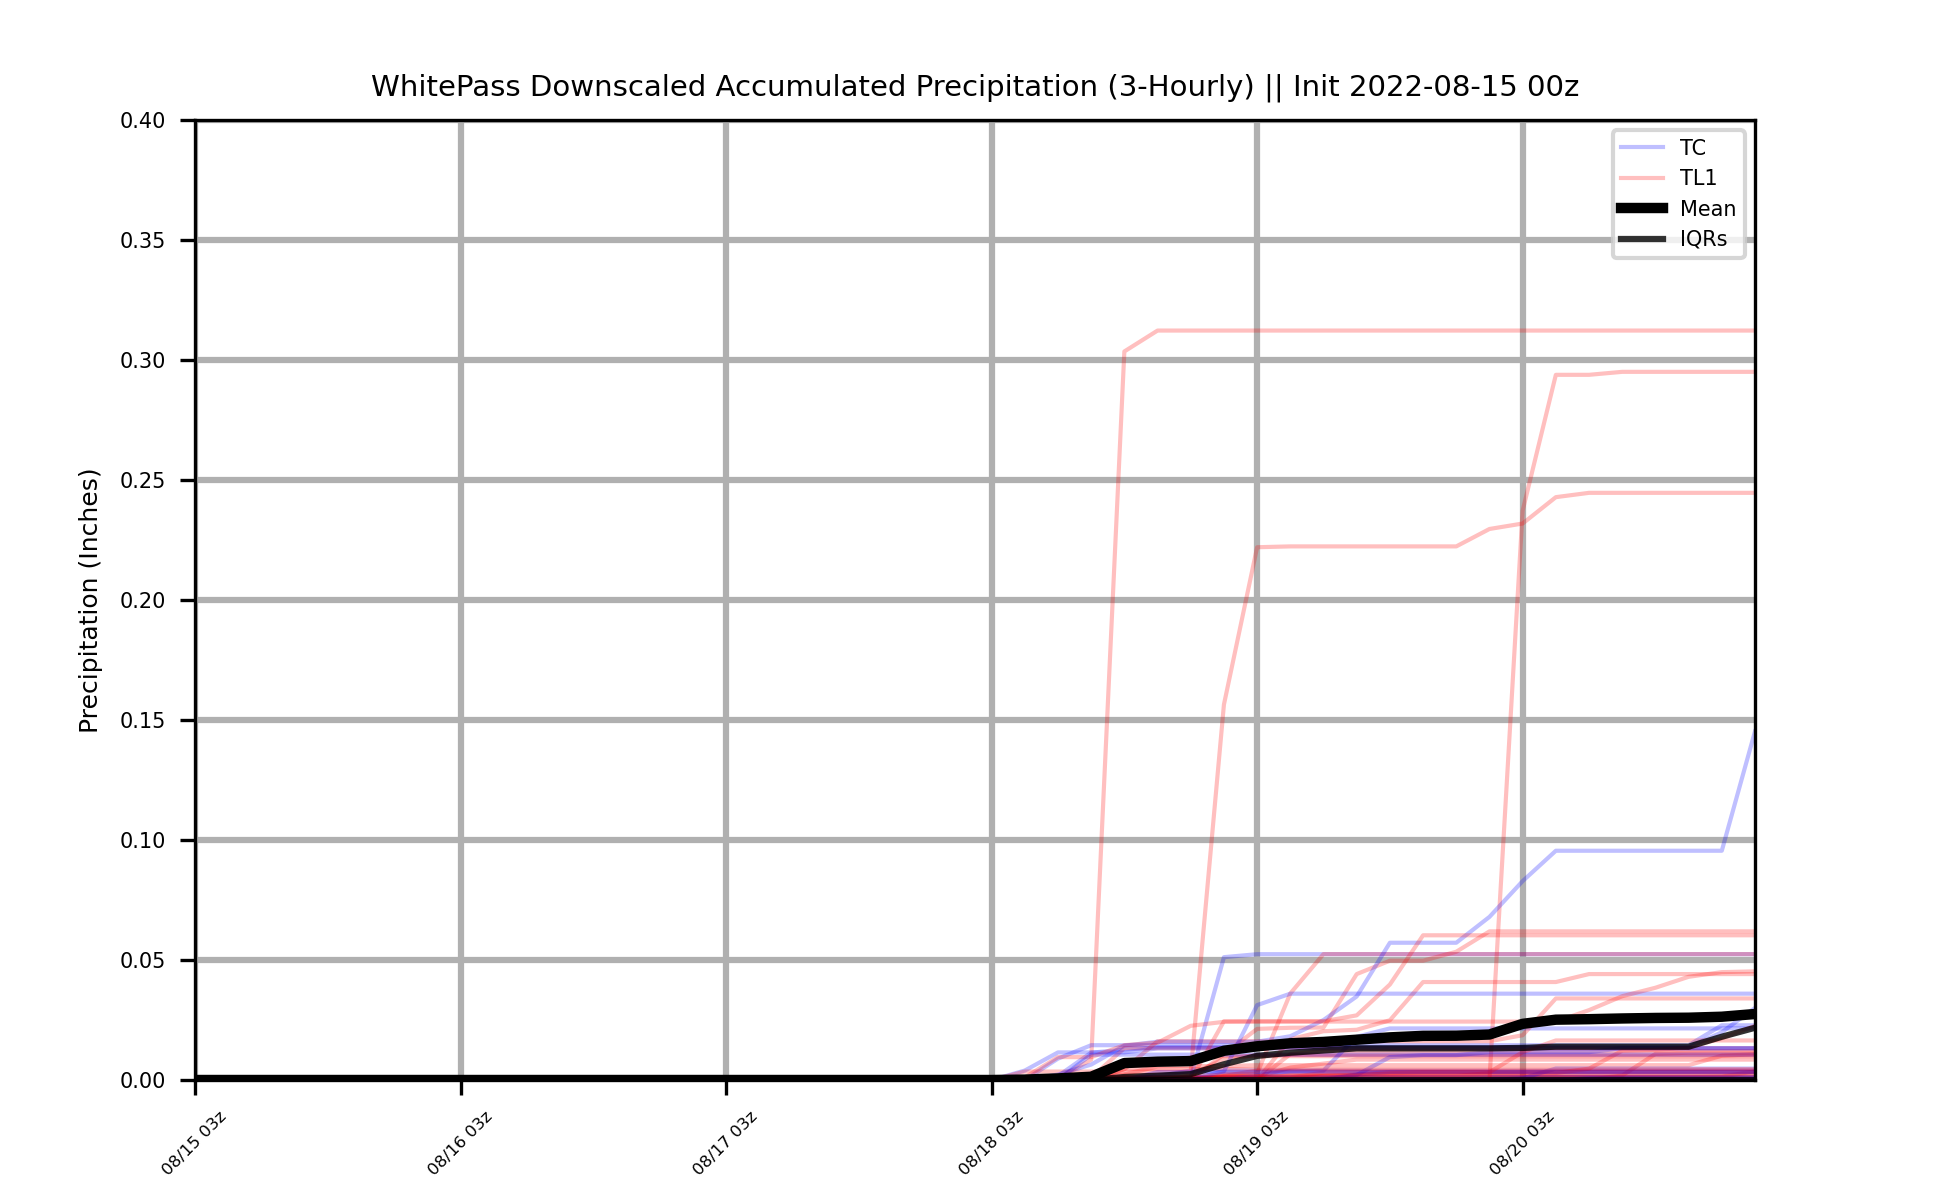 WhitePass Downscaled Accumulated Precipitation (3-Hourly) || Init 2022-08-15 00z
0.40
0.35
0.30
0.25
0.20
0.15
0.10
0.05
0.00
Precipitation (Inches)
TC
TL1
Mean
IQRs
08/15 03z
08/16 03z
08/17 03z
08/18 03z
08/19 03z
08/20 03z